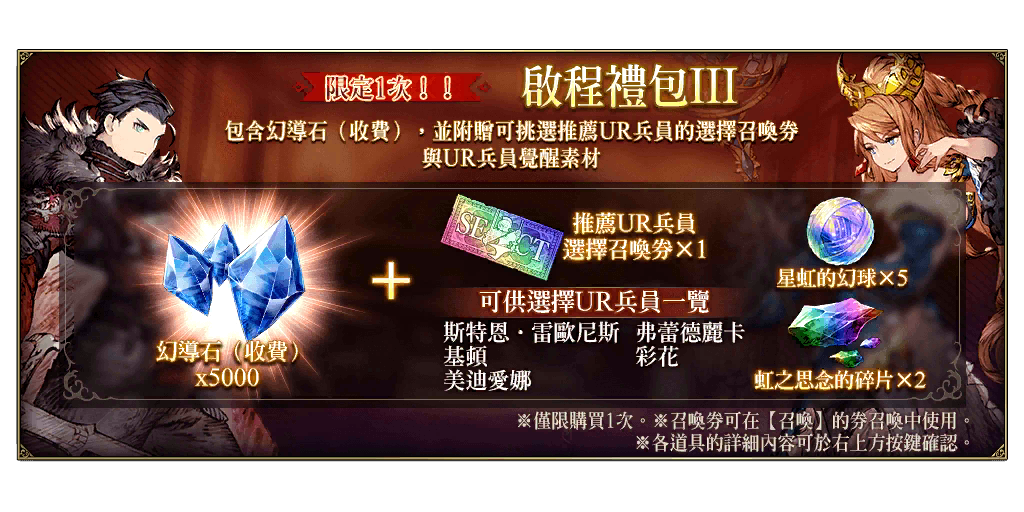 限定1次！！
啟程禮包III
包含幻導石（收費），並附贈可挑選推薦UR兵員的選擇召喚券
與UR兵員覺醒素材
SELECT
推薦UR兵員
選擇召喚券×1
星虹的幻球×5
幻導石（收費）
x5000
+
可供選擇UR兵員一覽
斯特恩・雷歐尼斯 弗蕾德麗卡
基頓 彩花
美迪愛娜
虹之思念的碎片×2
※僅限購買1次。※召喚券可在【召喚】的券召喚中使用。
※各道具的詳細內容可於右上方按鍵確認。